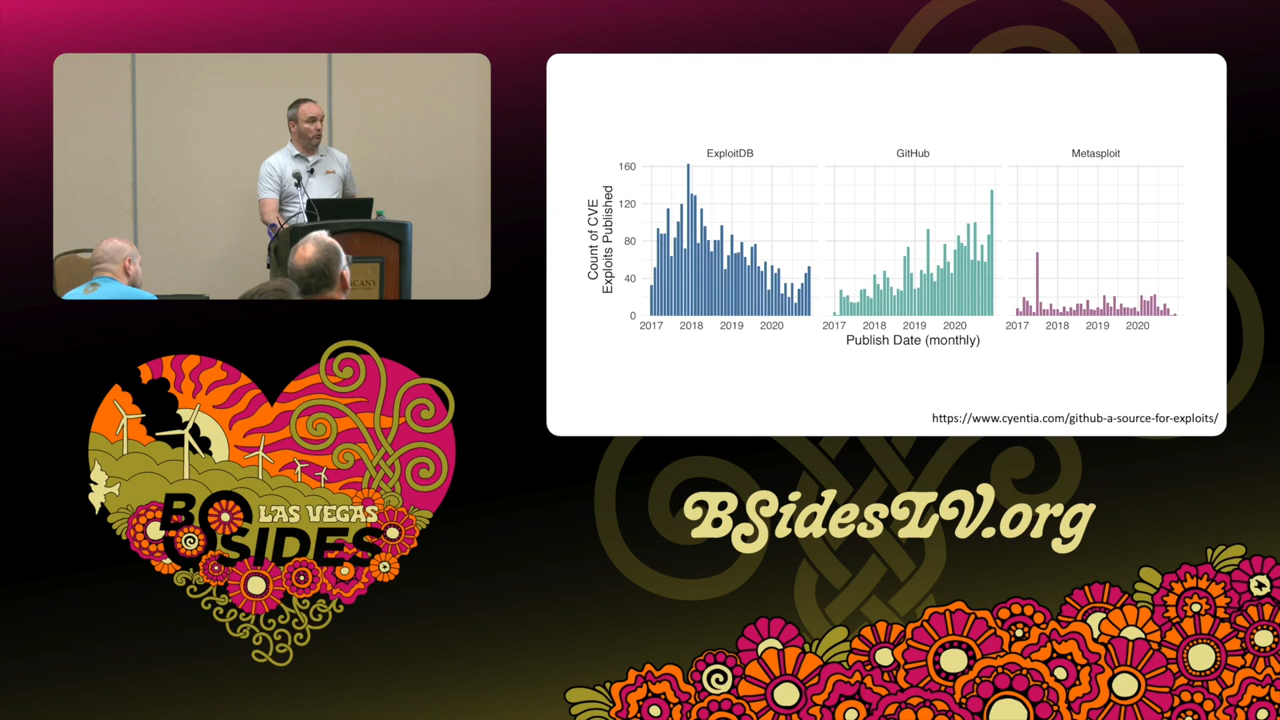 ExploitDB
GitHub
Metasploit
Count of CVE
Exploits Published
160
120
80
40
0
2017 2018 2019 2020
2017 2018 2019 2020
2017 2018 2019 2020
Publish Date (monthly)
https://www.cyentia.com/github-a-source-for-exploits/
BSidesLV.org
LAS VEGAS
BSIDES